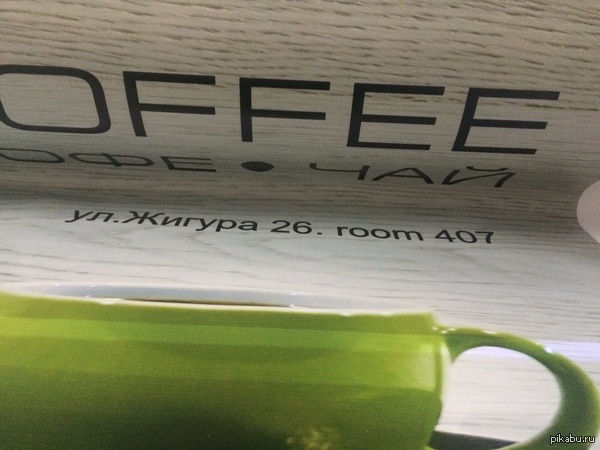 OFFEE
ОФЕ • ЧАЙ
ул.Жигура 26. room 407
pikabu.ru